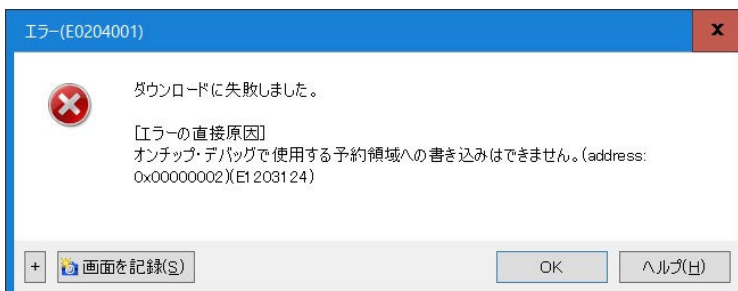 エラー(E0204001)
x
ダウンロードに失敗しました。
[エラーの直接原因]
オンチップ・デバッグで使用する予約領域への書き込みはできません。(address:
0x00000002)(E1203124)
+
画面を記録(S)
OK
ヘルプ(H)